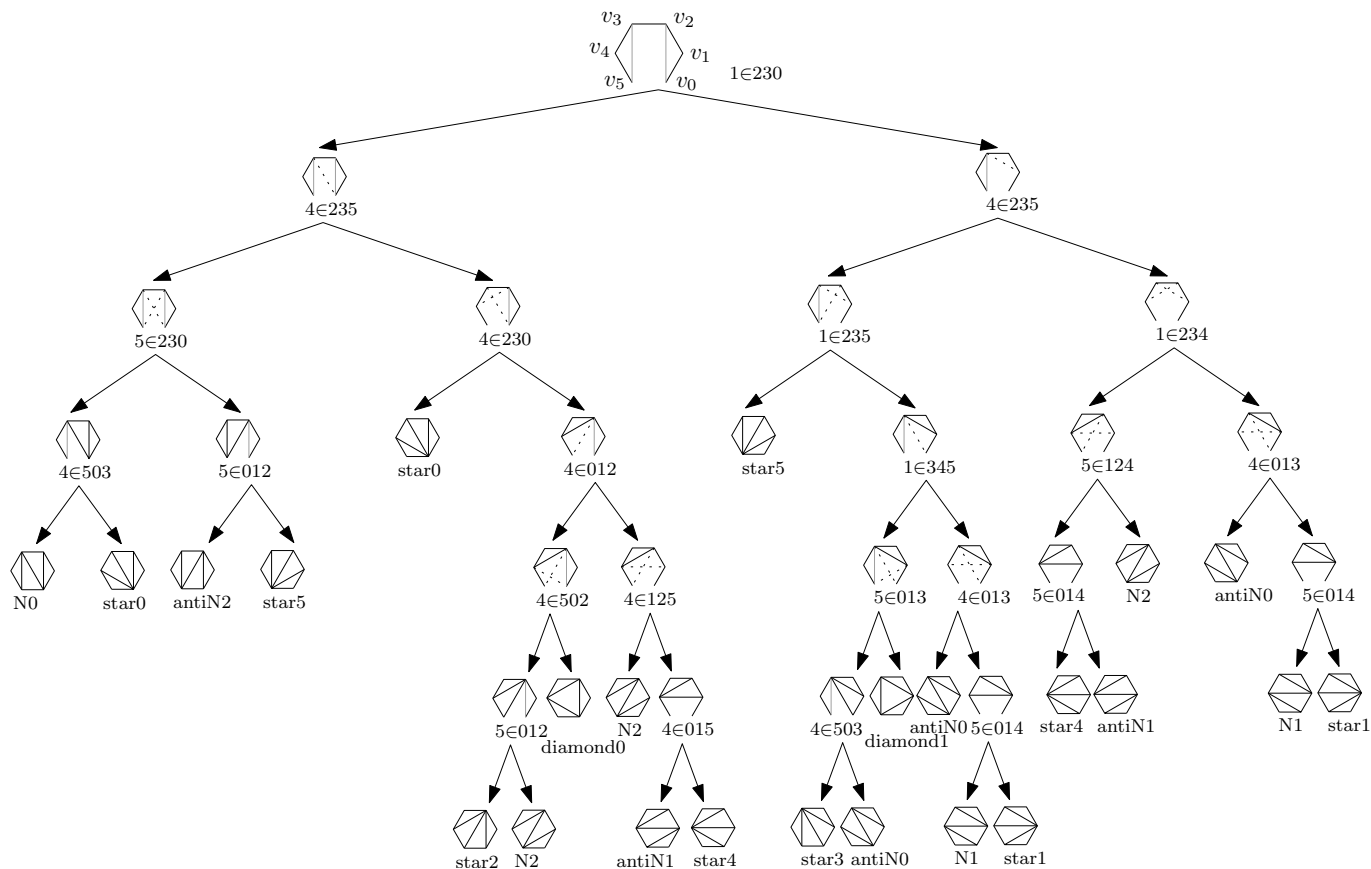 v3 v2
v4 v1
v5 v0 1∈230
4∈235 4∈235
5∈230 4∈230 1∈235 1∈234
4∈503 5∈012 star0 4∈012 star5 1∈345 5∈124 4∈013
N0 star0 antiN2 star5 4∈502 4∈125 5∈013 4∈013 5∈014 N2 antiN0 5∈014
5∈012 diamond0 N2 4∈015 4∈503 diamond1 antiN0 5∈014 star4 antiN1 N1 star1
star2 N2 antiN1 star4 star3 antiN0 N1 star1